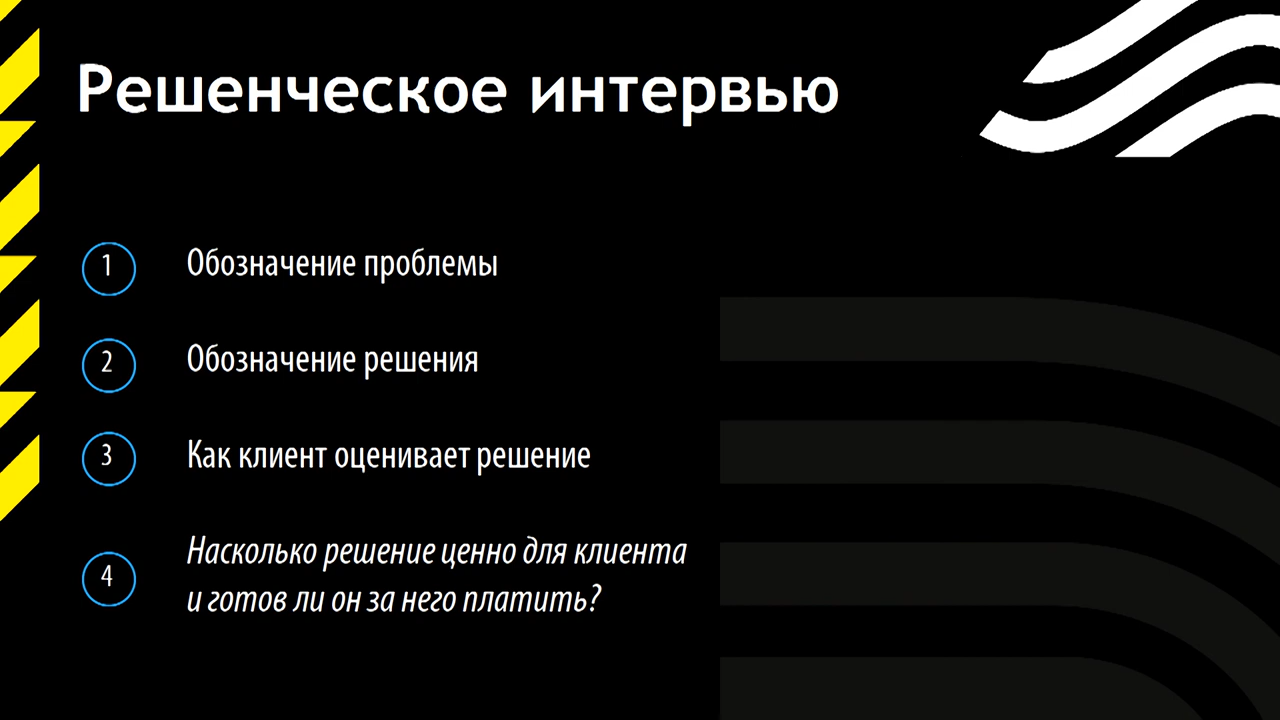 Решенческое интервью
1 Обозначение проблемы
2 Обозначение решения
3 Как клиент оценивает решение
4 Насколько решение ценно для клиента
и готов ли он за него платить?